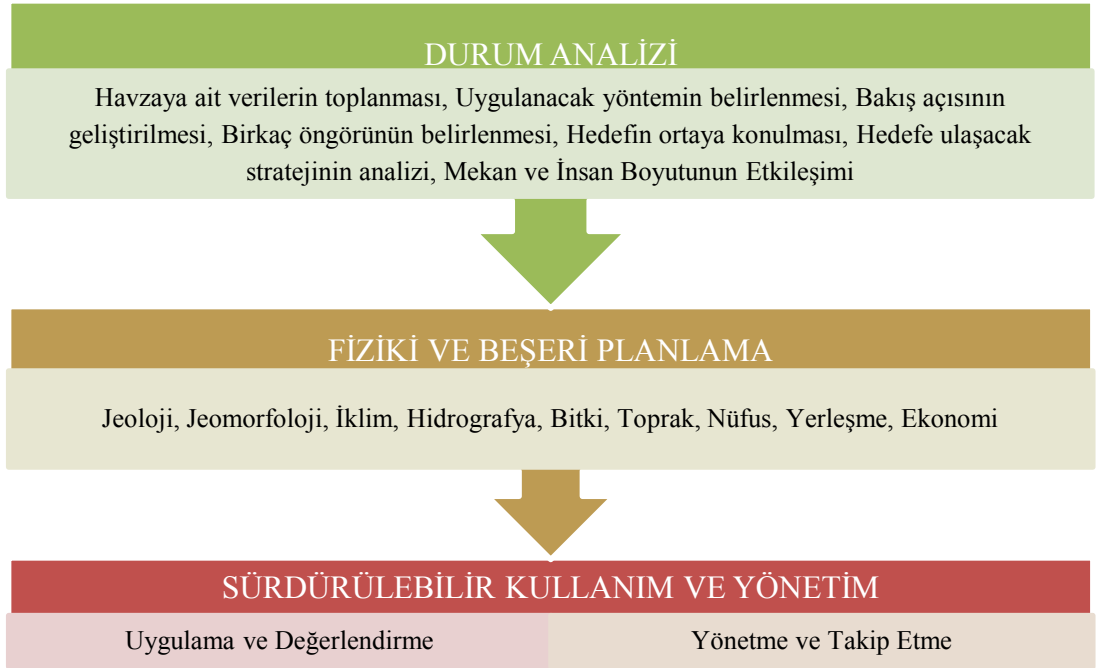 DURUM ANALİZİ
Havzaya ait verilerin toplanması, Uygulanacak yöntemin belirlenmesi, Bakış açısının
geliştirilmesi, Birkaç öngörünün belirlenmesi, Hedefin ortaya konulması, Hedefe ulaşacak
stratejinin analizi, Mekan ve İnsan Boyutunun Etkileşimi
FİZİKİ VE BEŞERİ PLANLAMA
Jeoloji, Jeomorfoloji, İklim, Hidrografya, Bitki, Toprak, Nüfus, Yerleşme, Ekonomi
SÜRDÜRÜLEBİLİR KULLANIM VE YÖNETİM
Uygulama ve Değerlendirme
Yönetme ve Takip Etme